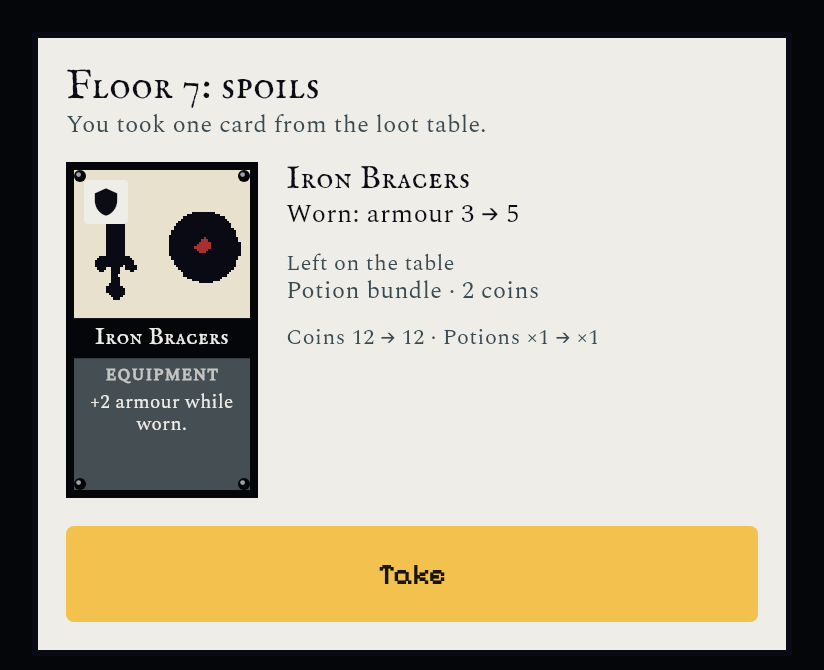 Floor 7: spoils
You took one card from the loot table.
Iron Bracers
EQUIPMENT
+2 armour while
worn.
Iron Bracers
Worn: armour 3 → 5
Left on the table
Potion bundle · 2 coins
Coins 12 → 12 · Potions ×1 → ×1
Take